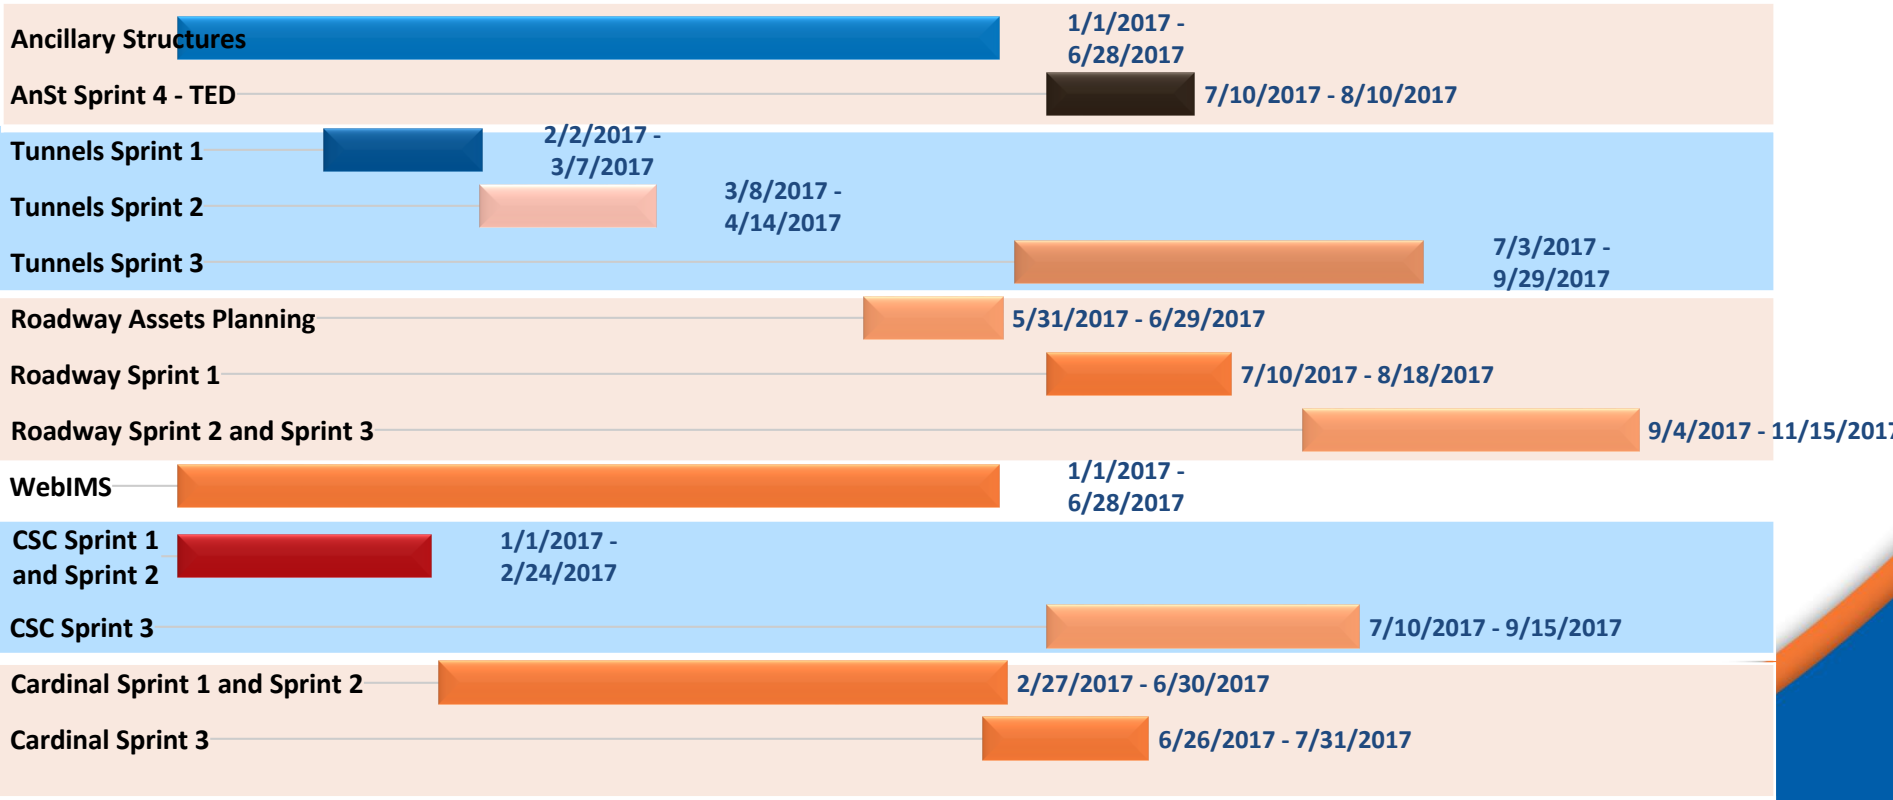 Ancillary Structures
1/1/2017 -
6/28/2017
AnSt Sprint 4 - TED
7/10/2017 - 8/10/2017
Tunnels Sprint 1
2/2/2017 -
3/7/2017
Tunnels Sprint 2
3/8/2017 -
4/14/2017
Tunnels Sprint 3
7/3/2017 -
9/29/2017
Roadway Assets Planning
5/31/2017 - 6/29/2017
Roadway Sprint 1
7/10/2017 - 8/18/2017
Roadway Sprint 2 and Sprint 3
9/4/2017 - 11/15/2017
WebIMS
1/1/2017 -
6/28/2017
CSC Sprint 1
and Sprint 2
1/1/2017 -
2/24/2017
CSC Sprint 3
7/10/2017 - 9/15/2017
Cardinal Sprint 1 and Sprint 2
2/27/2017 - 6/30/2017
Cardinal Sprint 3
6/26/2017 - 7/31/2017